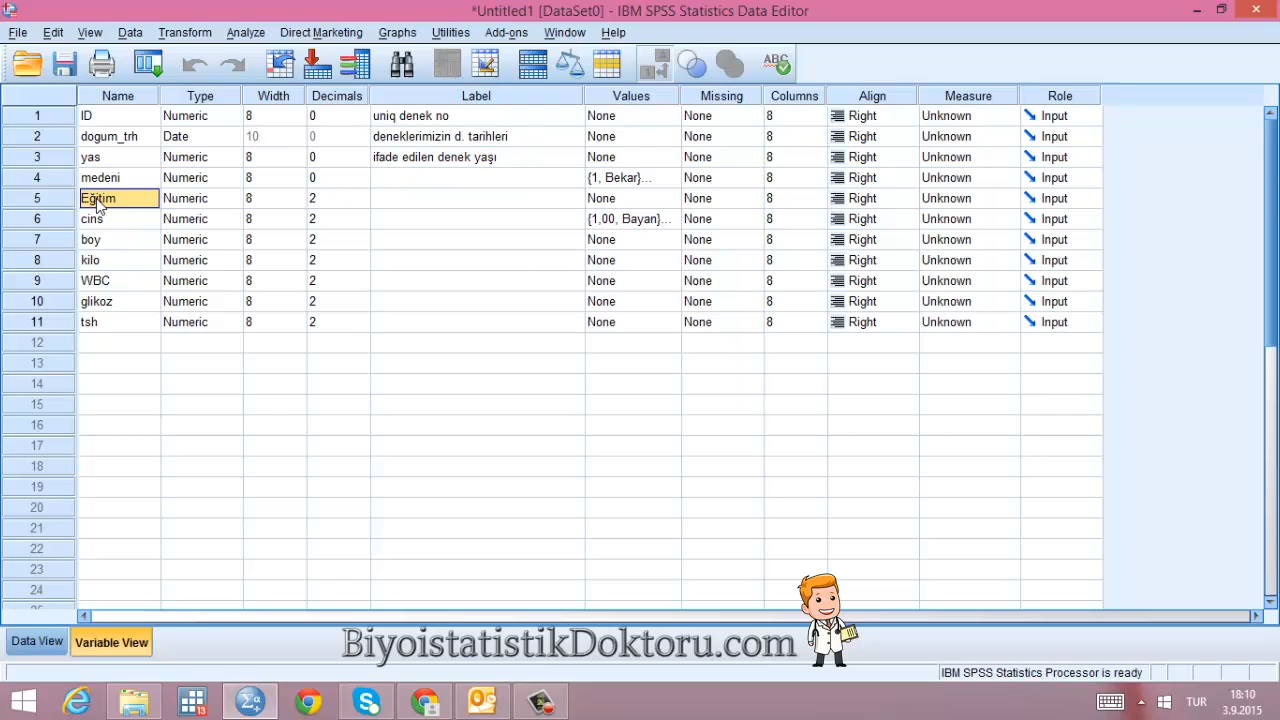 *Untitled1 [DataSet0] - IBM SPSS Statistics Data Editor
File Edit View Data Transform Analyze Direct Marketing Graphs Utilities Add-ons Window Help
Name Type Width Decimals Label Values Missing Columns Align Measure Role
1 ID Numeric 8 0 uniq denek no None None 8 Right Unknown Input
2 dogum_trh Date 10 0 deneklerimizin d. tarihleri None None 8 Right Unknown Input
3 yas Numeric 8 0 ifade edilen denek yaşı None None 8 Right Unknown Input
4 medeni Numeric 8 0 {1, Bekar}... None 8 Right Unknown Input
5 Eğitim Numeric 8 2 None None 8 Right Unknown Input
6 cins Numeric 8 2 {1,00, Bayan}... None 8 Right Unknown Input
7 boy Numeric 8 2 None None 8 Right Unknown Input
8 kilo Numeric 8 2 None None 8 Right Unknown Input
9 WBC Numeric 8 2 None None 8 Right Unknown Input
10 glikoz Numeric 8 2 None None 8 Right Unknown Input
11 tsh Numeric 8 2 None None 8 Right Unknown Input
12
13
14
15
16
17
18
19
20
21
22
23
24
Data View Variable View
BiyoistatistikDoktoru.com
IBM SPSS Statistics Processor is ready
TUR 18:10
3.9.2015